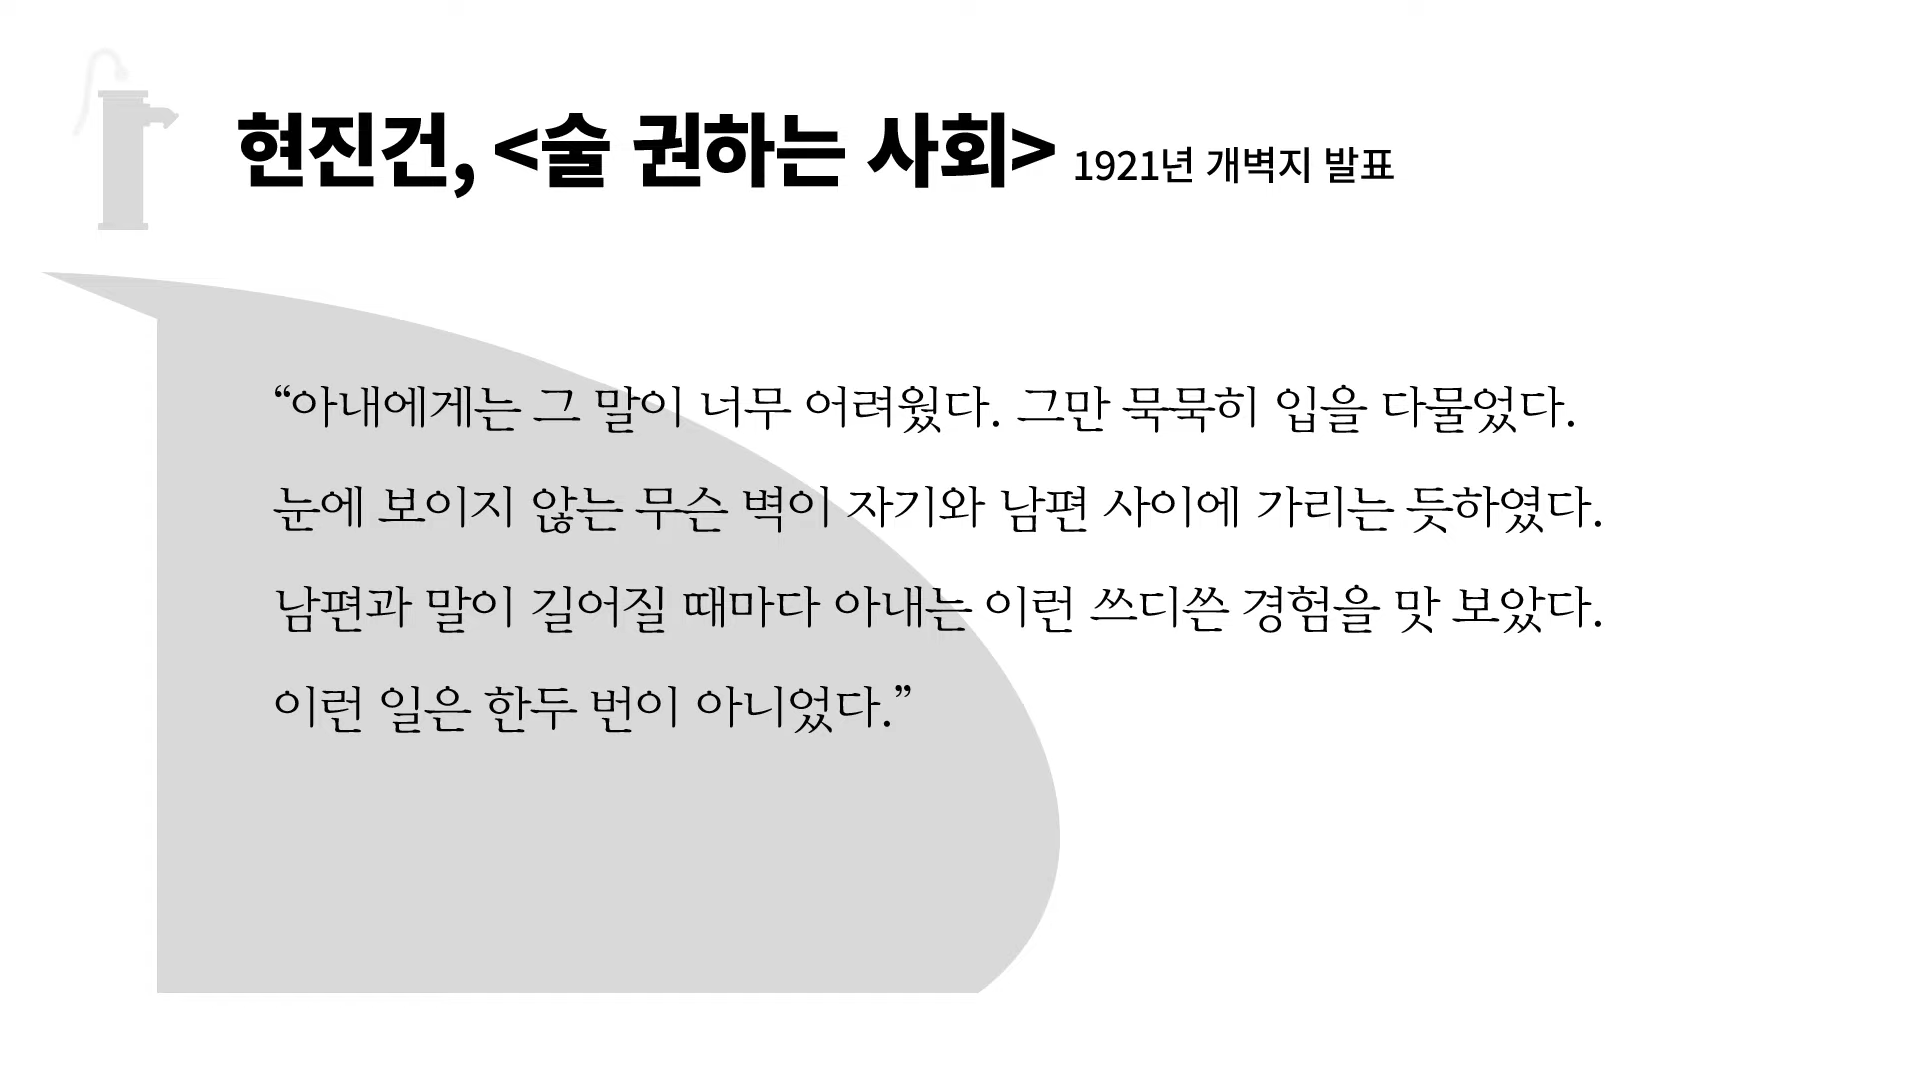 현진건, <술 권하는 사회> 1921년 개벽지 발표
“아내에게는 그 말이 너무 어려웠다. 그만 묵묵히 입을 다물었다.
눈에 보이지 않는 무슨 벽이 자기와 남편 사이에 가리는 듯하였다.
남편과 말이 길어질 때마다 아내는 이런 쓰디쓴 경험을 맛 보았다.
이런 일은 한두 번이 아니었다.”